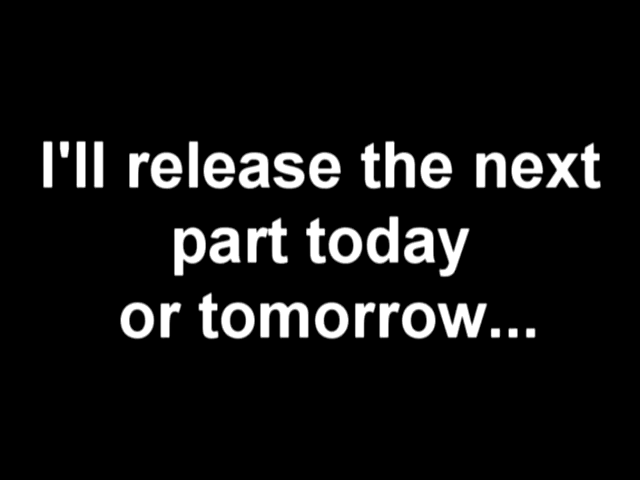 I'll release the next
part today
or tomorrow...